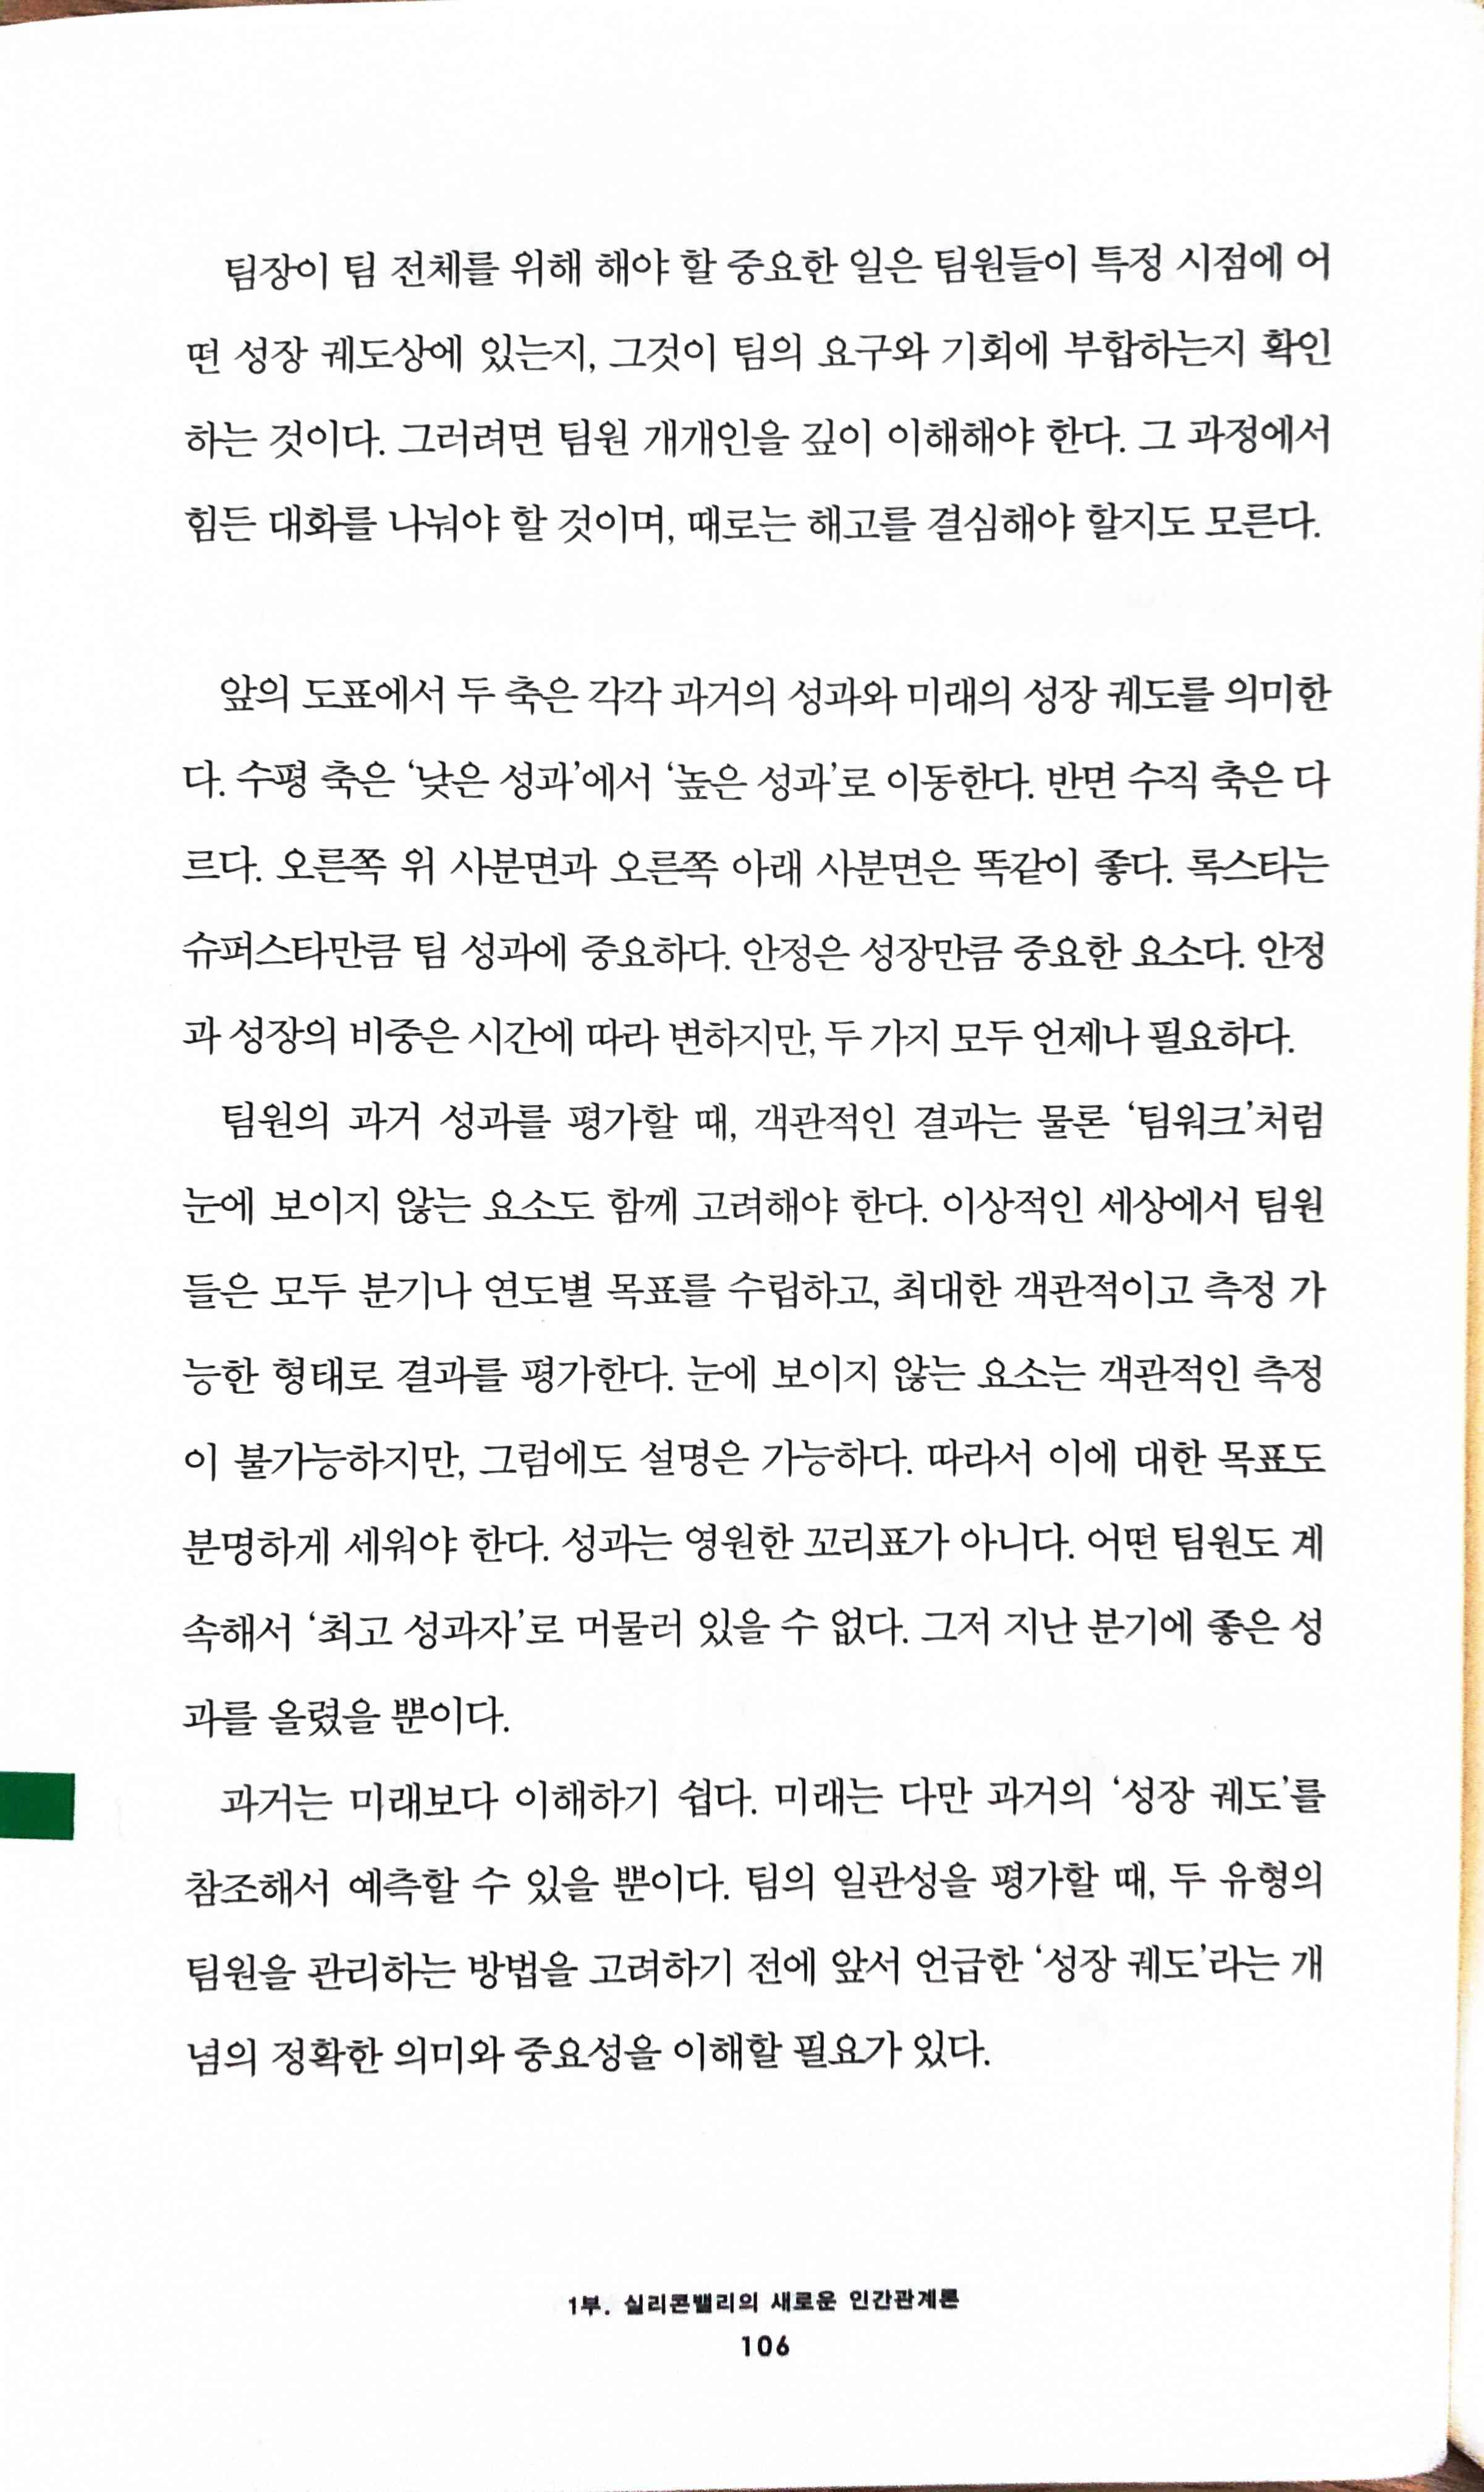 팀장이 팀 전체를 위해 해야 할 중요한 일은 팀원들이 특정 시점에 어
떤 성장 궤도상에 있는지, 그것이 팀의 요구와 기회에 부합하는지 확인
하는 것이다. 그러려면 팀원 개개인을 깊이 이해해야 한다. 그 과정에서
힘든 대화를 나눠야 할 것이며, 때로는 해고를 결심해야 할지도 모른다.
앞의 도표에서 두 축은 각각 과거의 성과와 미래의 성장 궤도를 의미한
다. 수평 축은 ‘낮은 성과’에서 ‘높은 성과’로 이동한다. 반면 수직 축은 다
르다. 오른쪽 위 사분면과 오른쪽 아래 사분면은 똑같이 좋다. 록스타는
슈퍼스타만큼 팀 성과에 중요하다. 안정은 성장만큼 중요한 요소다. 안정
과 성장의 비중은 시간에 따라 변하지만, 두 가지 모두 언제나 필요하다.
팀원의 과거 성과를 평가할 때, 객관적인 결과는 물론 ‘팀워크’처럼
눈에 보이지 않는 요소도 함께 고려해야 한다. 이상적인 세상에서 팀원
들은 모두 분기나 연도별 목표를 수립하고, 최대한 객관적이고 측정 가
능한 형태로 결과를 평가한다. 눈에 보이지 않는 요소는 객관적인 측정
이 불가능하지만, 그럼에도 설명은 가능하다. 따라서 이에 대한 목표도
분명하게 세워야 한다. 성과는 영원한 꼬리표가 아니다. 어떤 팀원도 계
속해서 ‘최고 성과자’로 머물러 있을 수 없다. 그저 지난 분기에 좋은 성
과를 올렸을 뿐이다.
과거는 미래보다 이해하기 쉽다. 미래는 다만 과거의 ‘성장 궤도’를
참조해서 예측할 수 있을 뿐이다. 팀의 일관성을 평가할 때, 두 유형의
팀원을 관리하는 방법을 고려하기 전에 앞서 언급한 ‘성장 궤도’라는 개
념의 정확한 의미와 중요성을 이해할 필요가 있다.
1부. 실리콘밸리의 새로운 인간관계론
106